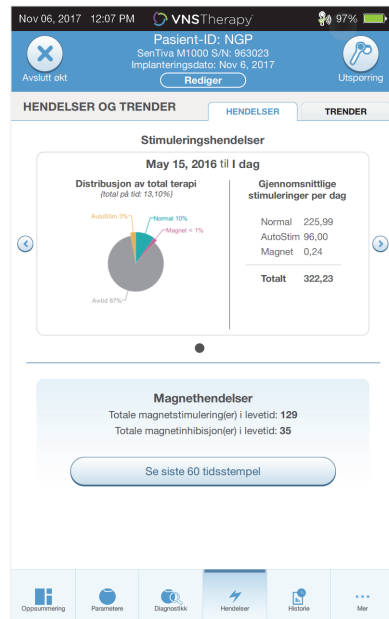 Nov 06, 2017 12:07 PM VNSTherapy 97%
Pasient-ID: NGP
SenTiva M1000 S/N: 963023
Implanteringsdato: Nov 6, 2017
Avslutt økt Rediger Utspørring
HENDELSER OG TRENDER HENDELSER TRENDER
Stimuleringshendelser
May 15, 2016 til I dag
Distribusjon av total terapi
{total på tid: 13,10%}
AutoStim 3%
Normal 10%
Magnet < 1%
Av-tid 87%
Gjennomsnittlige
stimuleringer per dag
Normal 225,99
AutoStim 96,00
Magnet 0,24
Totalt 322,23
Magnethendelser
Totale magnetstimulering(er) i levetid: 129
Totale magnetinhibisjon(er) i levetid: 35
Se siste 60 tidsstempel
Oppsummering Parametere Diagnostikk Hendelser Historie Mer